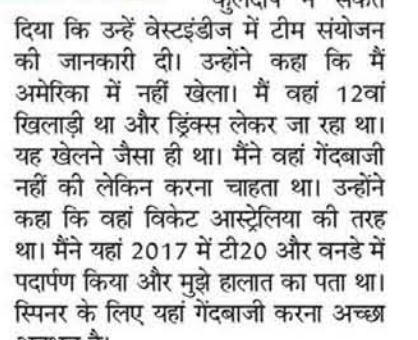 कुलदीप ने संकेत
दिया कि उन्हें वेस्टइंडीज में टीम संयोजन
की जानकारी दी। उन्होंने कहा कि मैं
अमेरिका में नहीं खेला। मैं वहां 12वां
खिलाड़ी था और ड्रिंक्स लेकर जा रहा था।
यह खेलने जैसा ही था। मैंने वहां गेंदबाजी
नहीं की लेकिन करना चाहता था। उन्होंने
कहा कि वहां विकेट आस्ट्रेलिया की तरह
था। मैंने यहां 2017 में टी20 और वनडे में
पदार्पण किया और मुझे हालात का पता था।
स्पिनर के लिए यहां गेंदबाजी करना अच्छा